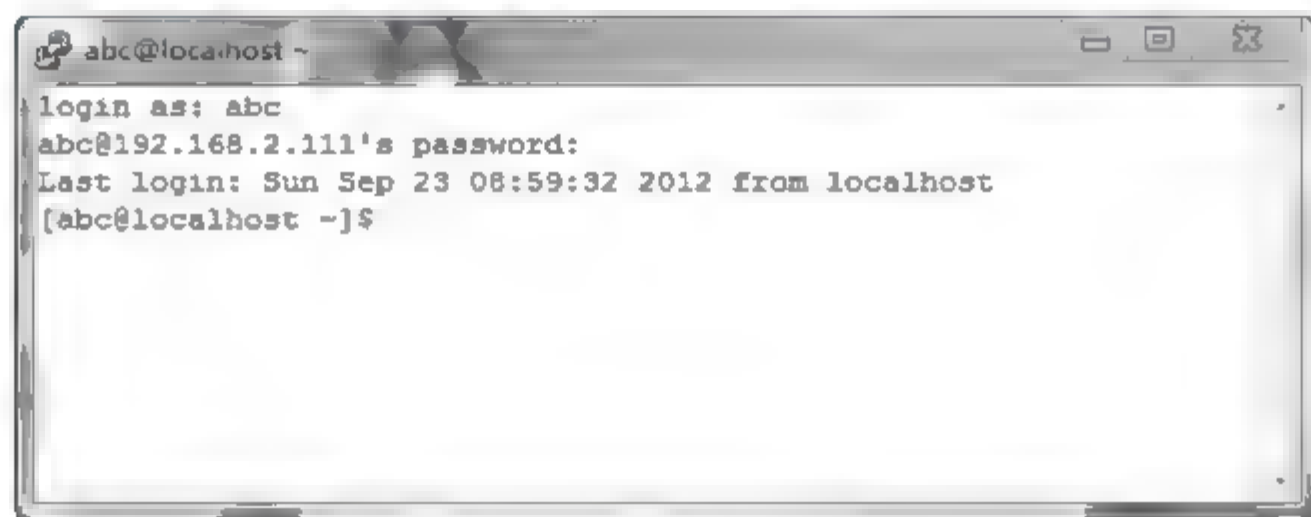 abc@localhost ~
login as: abc
abc@192.168.2.111's password:
Last login: Sun Sep 23 08:59:32 2012 from localhost
[abc@localhost ~]$